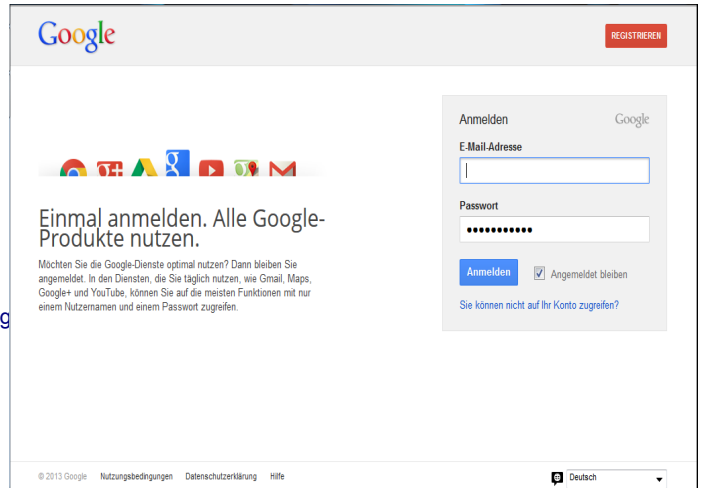 Google
REGISTRIEREN
Anmelden Google
E-Mail-Adresse
Passwort
Anmelden Angemeldet bleiben
Sie können nicht auf Ihr Konto zugreifen?
Einmal anmelden. Alle Google-
Produkte nutzen.
Möchten Sie die Google-Dienste optimal nutzen? Dann bleiben Sie
angemeldet. In den Diensten, die Sie täglich nutzen, wie Gmail, Maps,
Google+ und YouTube, können Sie auf die meisten Funktionen mit nur
einem Nutzernamen und einem Passwort zugreifen.
g
© 2013 Google Nutzungsbedingungen Datenschutzerklärung Hilfe
Deutsch